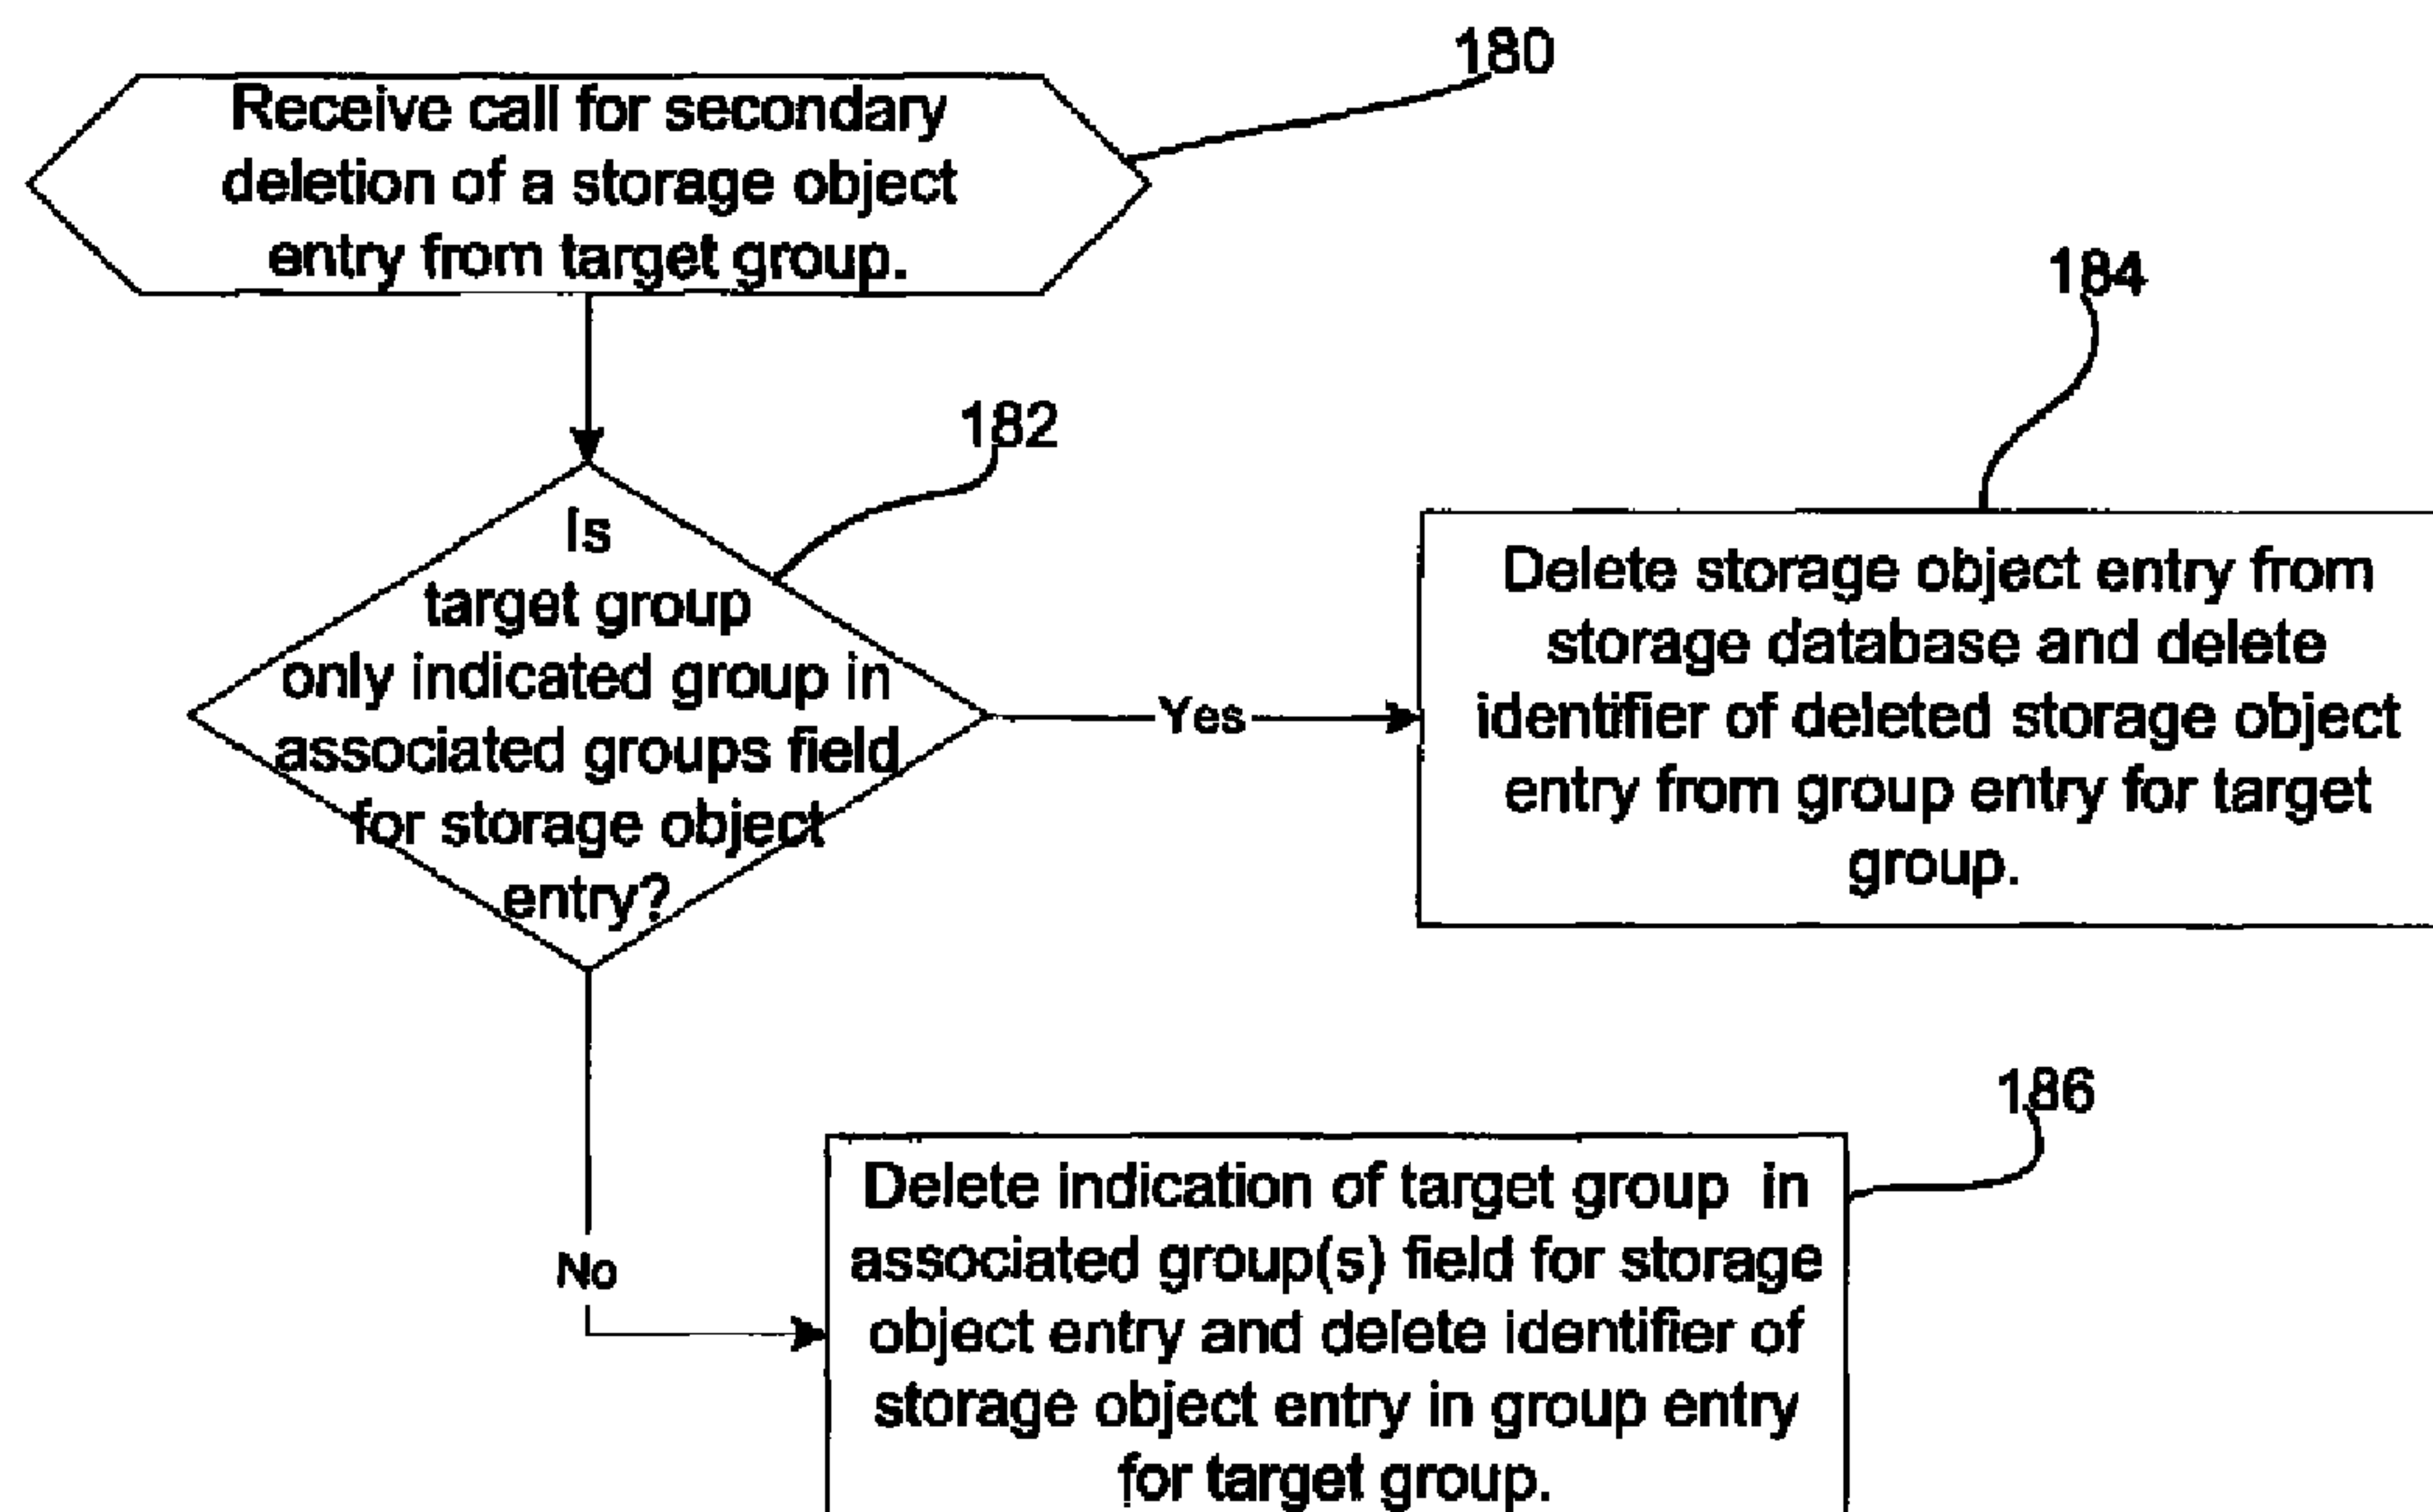 180
Receive call for secondary
deletion of a storage object
entry from target group.
182
Is
target group
only indicated group in
associated groups field
for storage object
entry?
Yes
184
Delete storage object entry from
storage database and delete
identifier of deleted storage object
entry from group entry for target
group.
No
186
Delete indication of target group in
associated group(s) field for storage
object entry and delete identifier of
storage object entry in group entry
for target group.